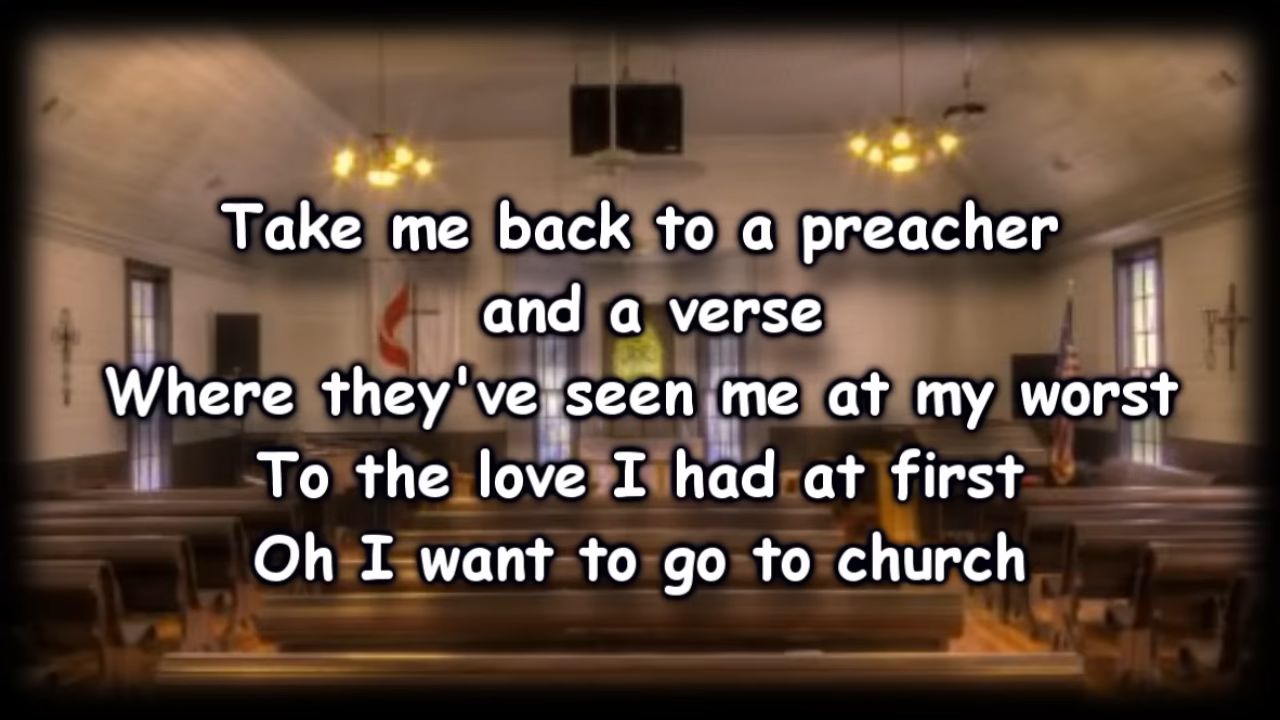 Take me back to a preacher
and a verse
Where they've seen me at my worst
To the love I had at first
Oh I want to go to church